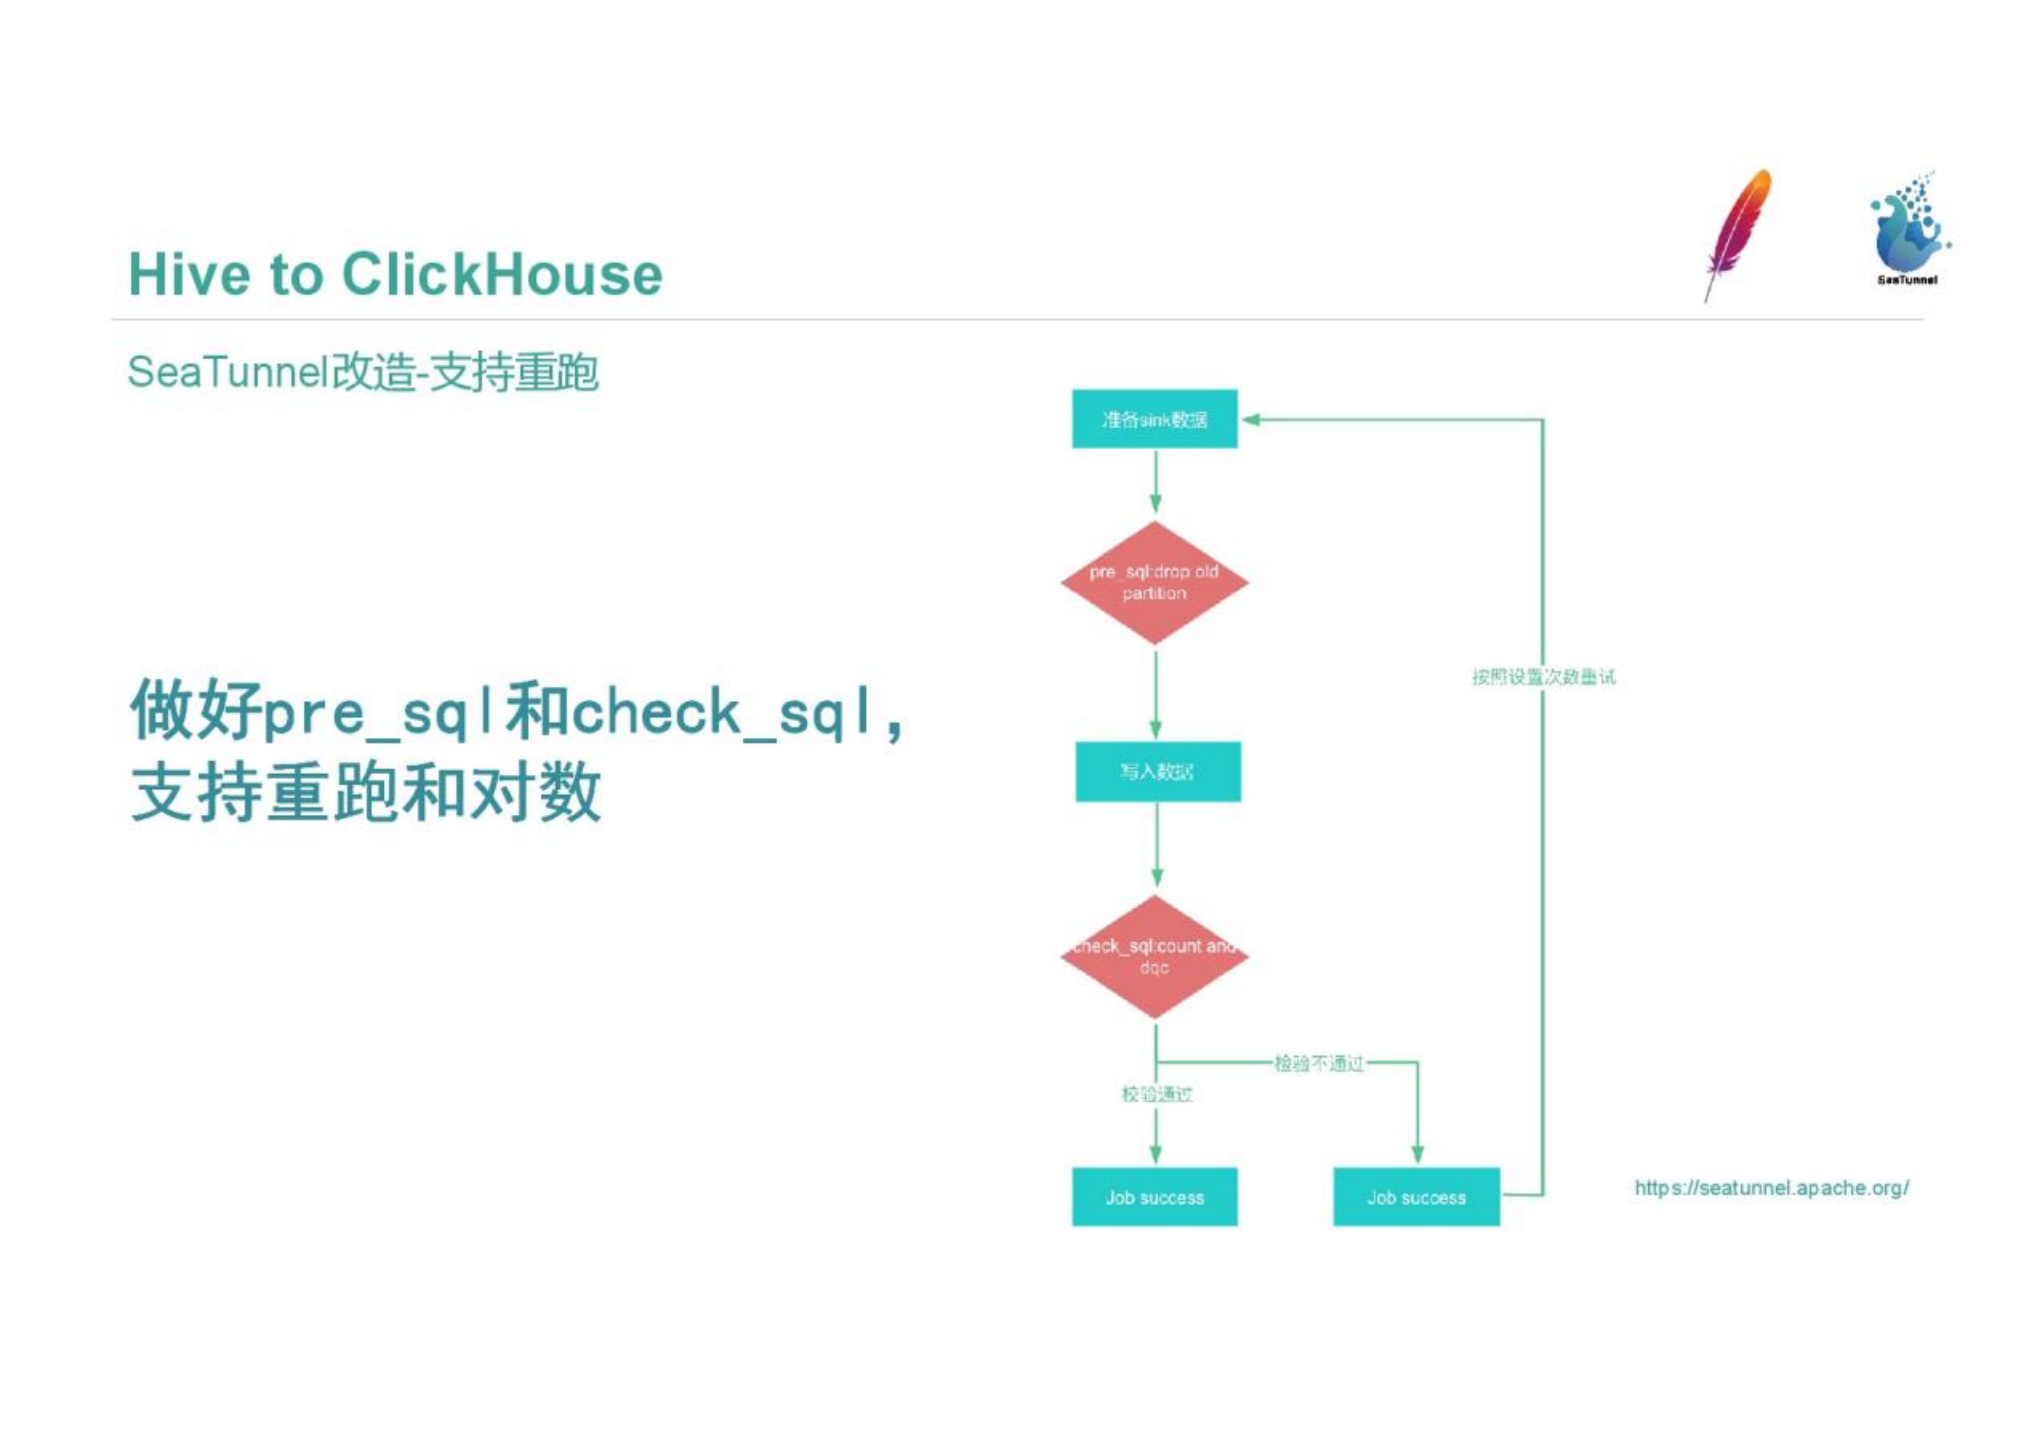 SeaTunnel
Hive to ClickHouse
SeaTunnel改造-支持重跑
做好pre_sql和check_sql，
支持重跑和对数
准备sink数据
pre_sql:drop old
partition
按照设置次数重试
写入数据
check_sql:count and
dqc
检验不通过
校验通过
Job success
Job success
https://seatunnel.apache.org/